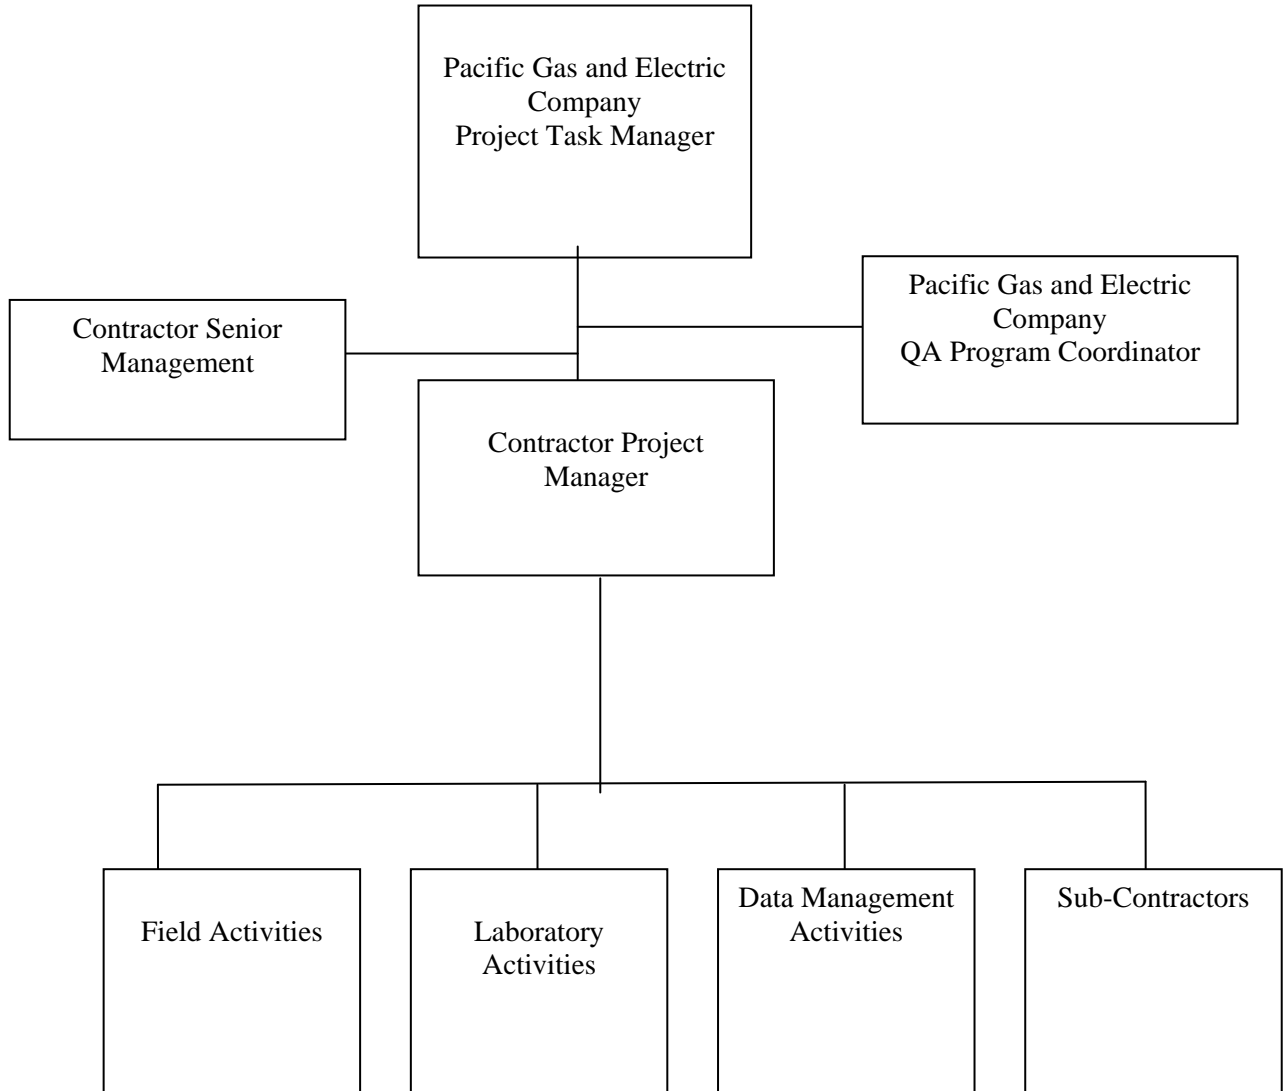 Pacific Gas and Electric
Company
Project Task Manager
Pacific Gas and Electric
Company
QA Program Coordinator
Contractor Senior
Management
Contractor Project
Manager
Field Activities
Laboratory
Activities
Data Management
Activities
Sub-Contractors